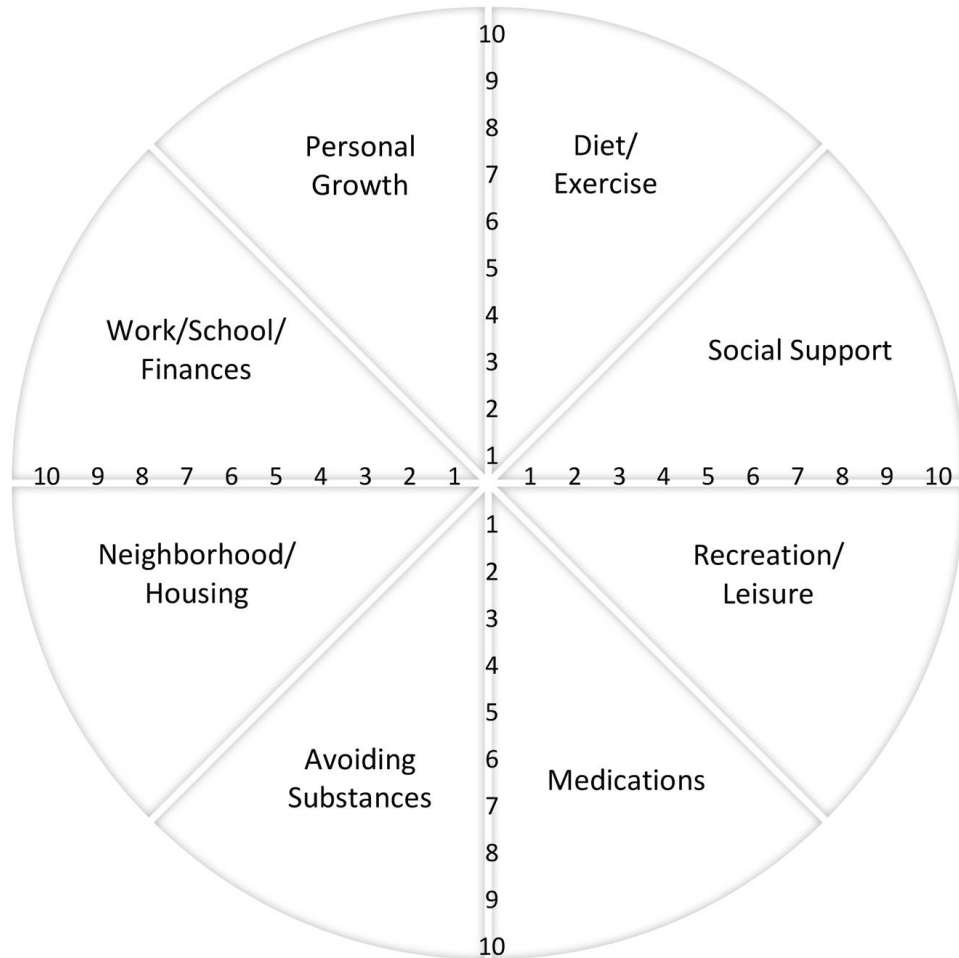 10
9
8
7
6
5
4
3
2
1
Personal
Growth
Diet/
Exercise
Work/School/
Finances
Social Support
10 9 8 7 6 5 4 3 2 1
1 2 3 4 5 6 7 8 9 10
Neighborhood/
Housing
Recreation/
Leisure
Avoiding
Substances
Medications
1
2
3
4
5
6
7
8
9
10